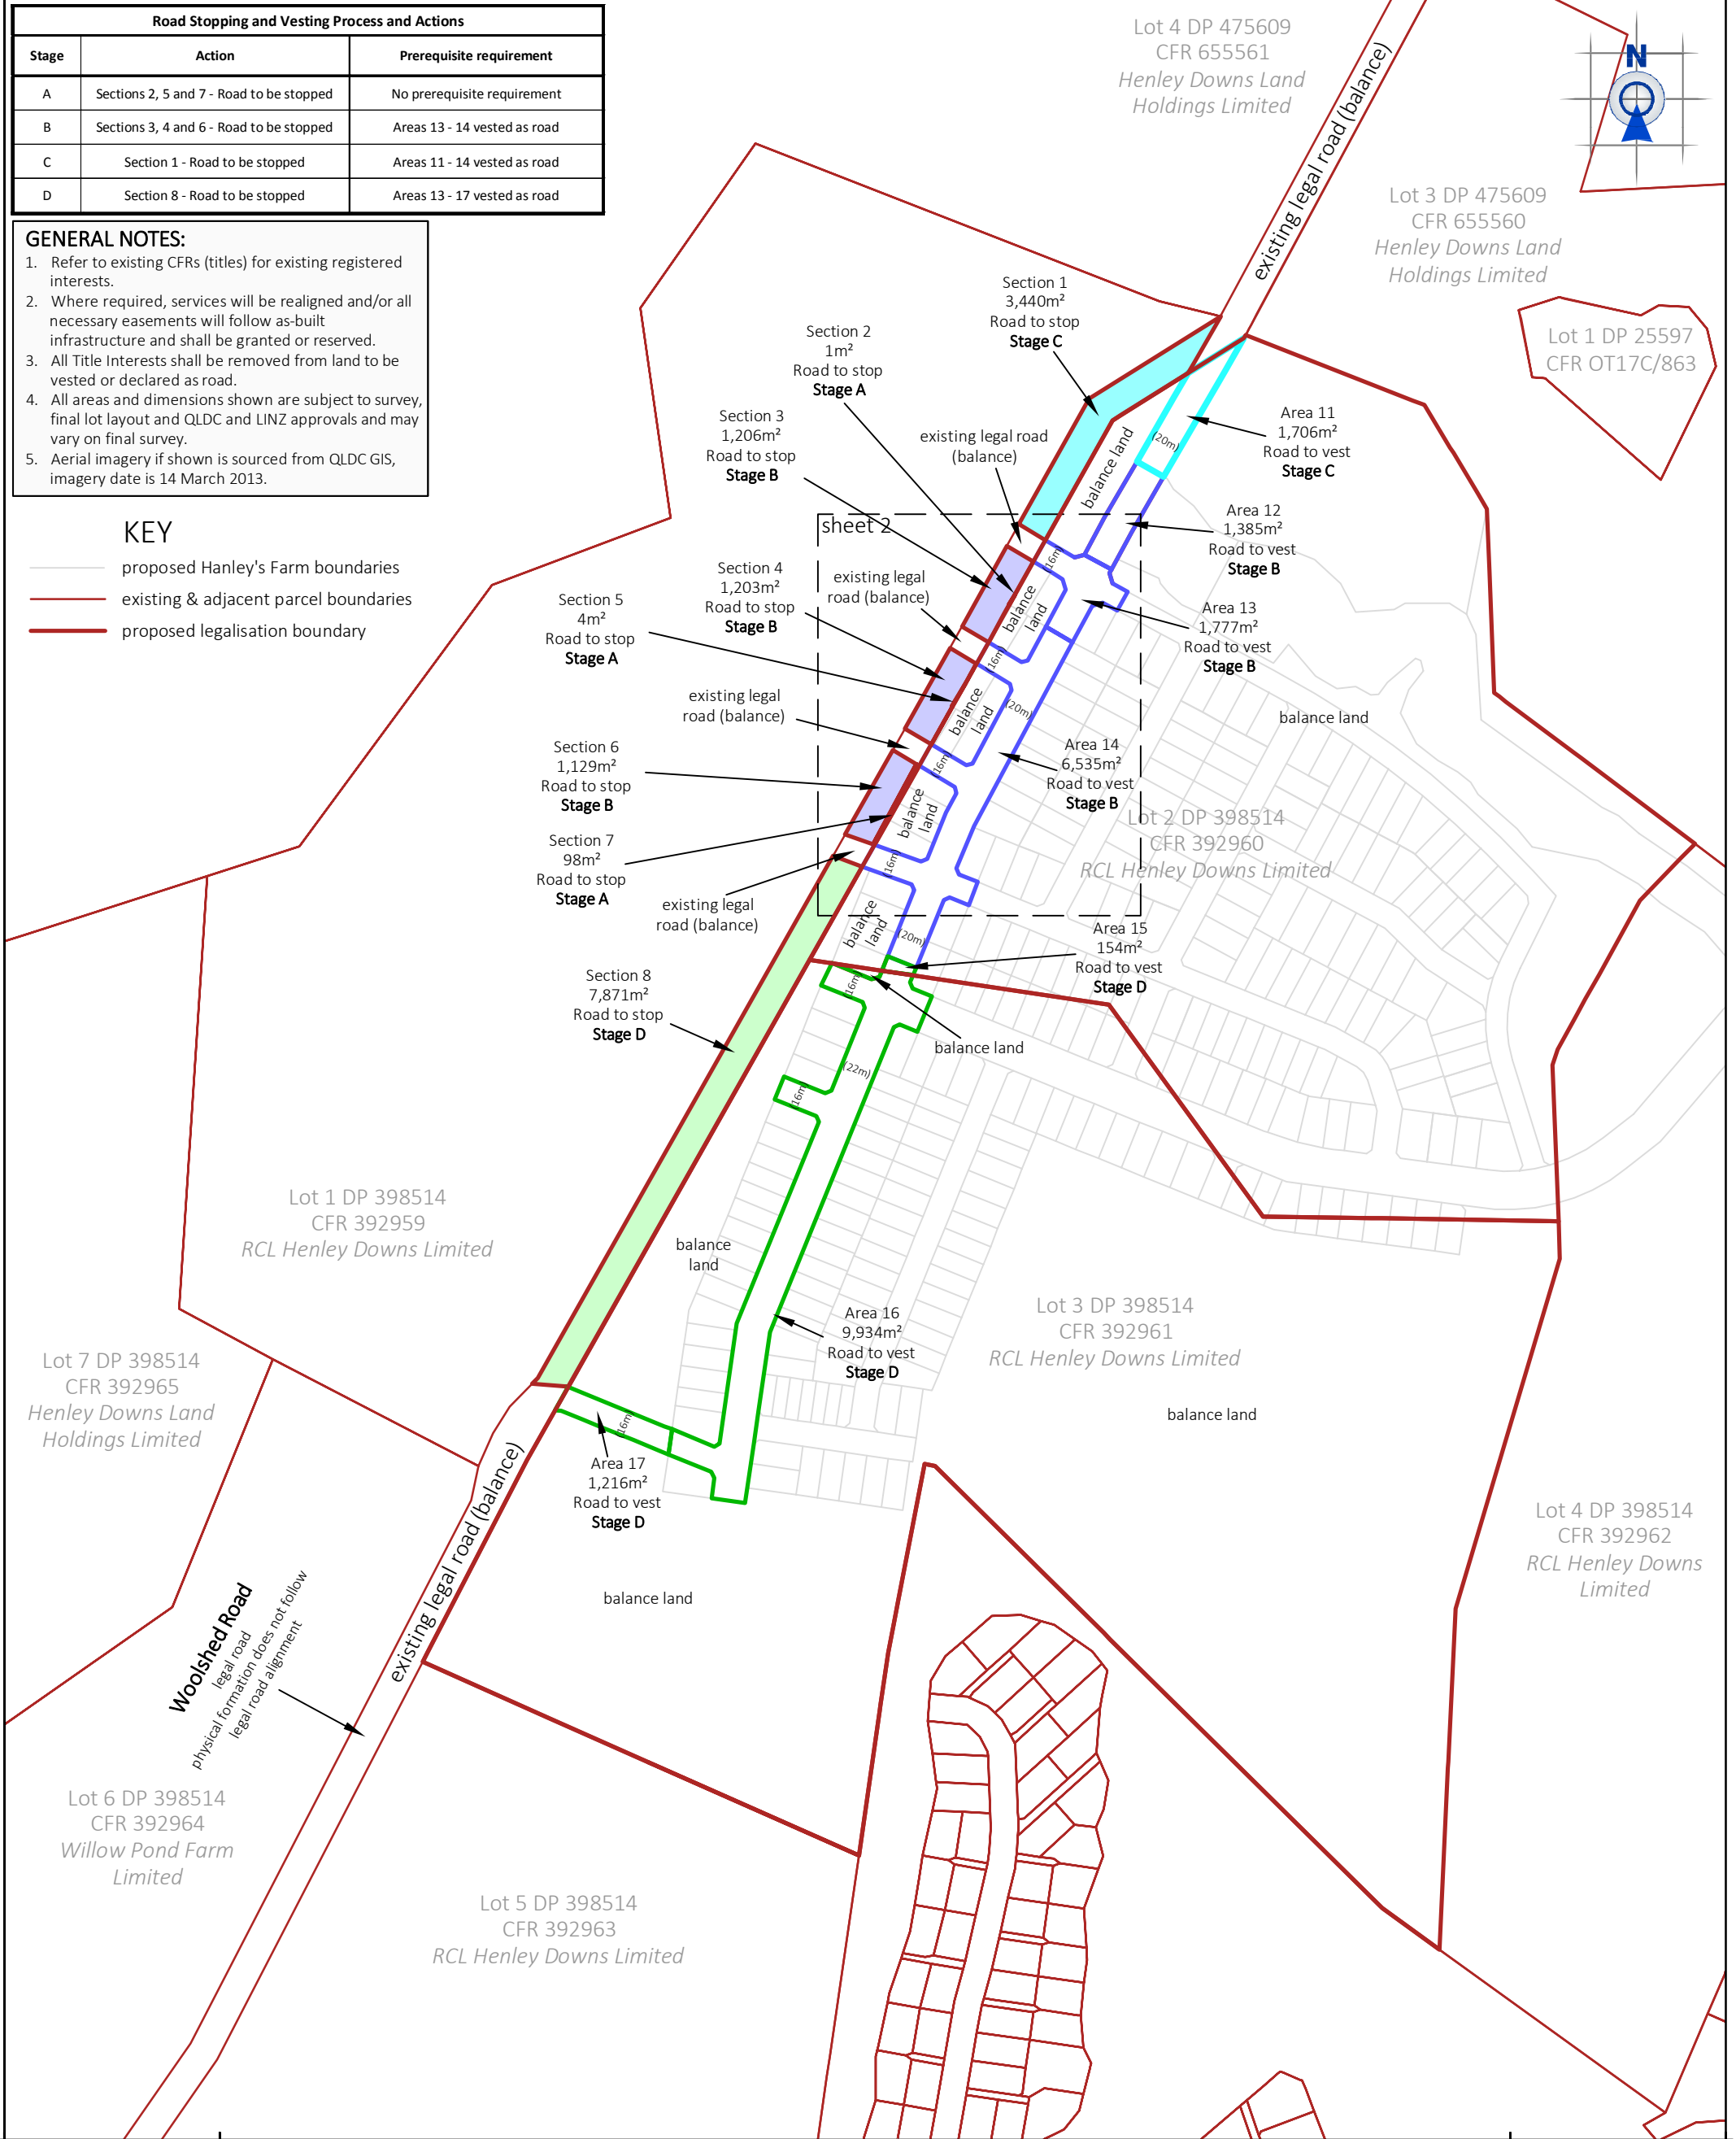 Road Stopping and Vesting Process and Actions
Stage Action Prerequisite requirement
A Sections 2, 5 and 7 - Road to be stopped No prerequisite requirement
B Sections 3, 4 and 6 - Road to be stopped Areas 13 - 14 vested as road
C Section 1 - Road to be stopped Areas 11 - 14 vested as road
D Section 8 - Road to be stopped Areas 13 - 17 vested as road
GENERAL NOTES:
1. Refer to existing CFRs (titles) for existing registered
interests.
2. Where required, services will be realigned and/or all
necessary easements will follow as-built
infrastructure and shall be granted or reserved.
3. All Title Interests shall be removed from land to be
vested or declared as road.
4. All areas and dimensions shown are subject to survey,
final lot layout and QLDC and LINZ approvals and may
vary on final survey.
5. Aerial imagery if shown is sourced from QLDC GIS,
imagery date is 14 March 2013.
KEY
proposed Hanley's Farm boundaries
existing & adjacent parcel boundaries
proposed legalisation boundary
Lot 4 DP 475609
CFR 655561
Henley Downs Land
Holdings Limited
existing legal road (balance)
N
Lot 3 DP 475609
CFR 655560
Henley Downs Land
Holdings Limited
Lot 1 DP 25597
CFR OT17C/863
Section 1
3,440m²
Road to stop
Stage C
Section 2
1m²
Road to stop
Stage A
Section 3
1,206m²
Road to stop
Stage B
existing legal road
(balance)
balance land
(20m)
Area 11
1,706m²
Road to vest
Stage C
sheet 2
Area 12
1,385m²
Road to vest
Stage B
Section 4
1,203m²
Road to stop
Stage B
existing legal
road (balance)
(16m)
balance
land
Section 5
4m²
Road to stop
Stage A
Area 13
1,777m²
Road to vest
Stage B
(16m)
existing legal
road (balance)
balance
land
(20m)
balance land
Section 6
1,129m²
Road to stop
Stage B
(16m)
Area 14
6,535m²
Road to vest
Stage B
balance
land
Lot 2 DP 398514
CFR 392960
RCL Henley Downs Limited
Section 7
98m²
Road to stop
Stage A
(16m)
existing legal
road (balance)
balance
land
(20m)
Area 15
154m²
Road to vest
Stage D
Section 8
7,871m²
Road to stop
Stage D
(16m)
balance land
(22m)
(16m)
Lot 1 DP 398514
CFR 392959
RCL Henley Downs Limited
balance
land
Area 16
9,934m²
Road to vest
Stage D
Lot 3 DP 398514
CFR 392961
RCL Henley Downs Limited
balance land
Lot 7 DP 398514
CFR 392965
Henley Downs Land
Holdings Limited
(16m)
Area 17
1,216m²
Road to vest
Stage D
existing legal road (balance)
Lot 4 DP 398514
CFR 392962
RCL Henley Downs
Limited
balance land
Woolshed Road
legal road
physical formation does not follow
legal road alignment
Lot 6 DP 398514
CFR 392964
Willow Pond Farm
Limited
Lot 5 DP 398514
CFR 392963
RCL Henley Downs Limited